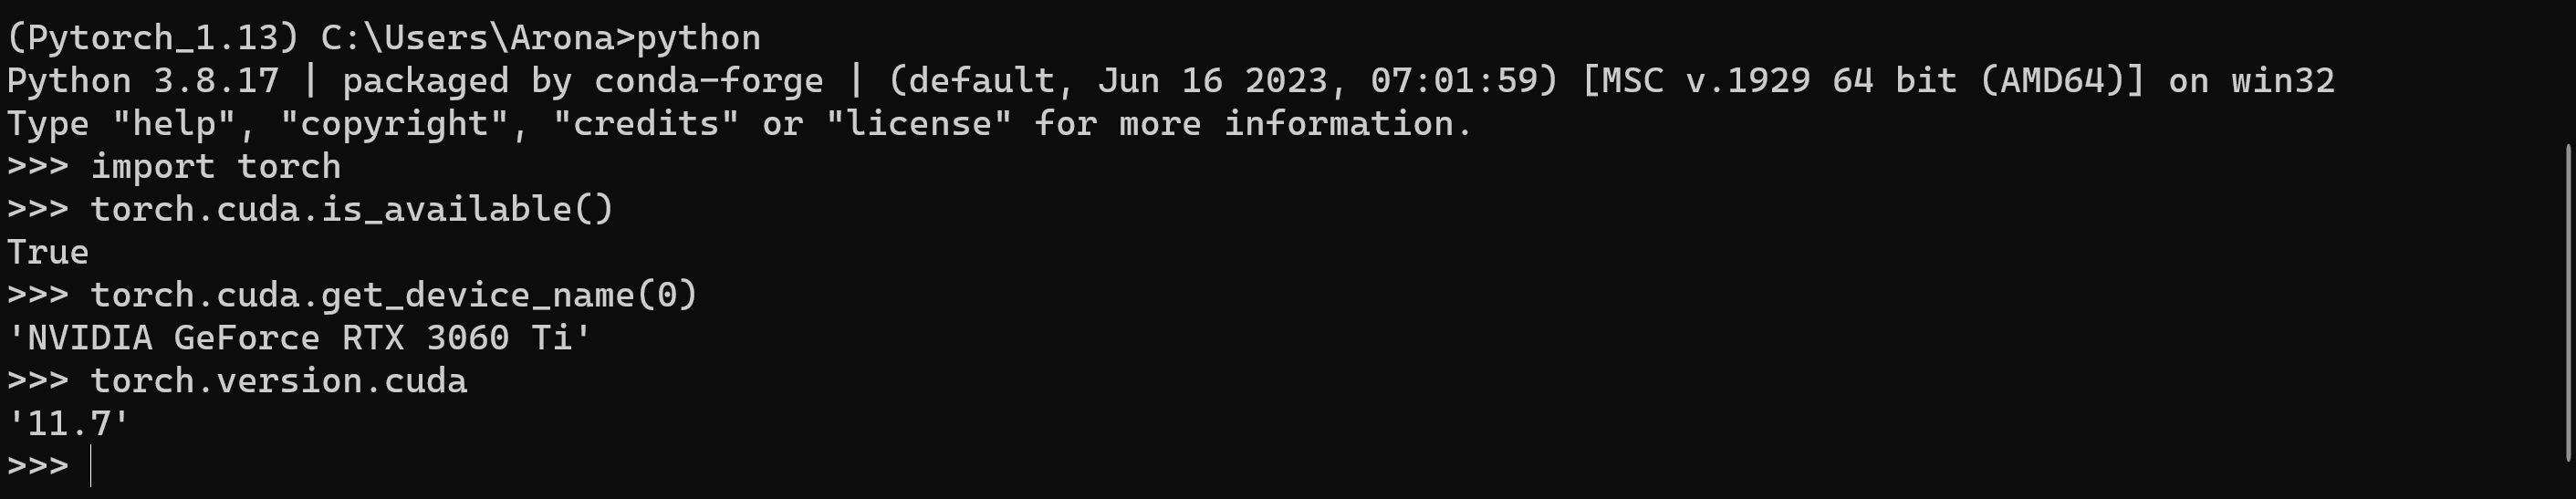 (Pytorch_1.13) C:\Users\Arona>python
Python 3.8.17 | packaged by conda-forge | (default, Jun 16 2023, 07:01:59) [MSC v.1929 64 bit (AMD64)] on win32
Type "help", "copyright", "credits" or "license" for more information.
>>> import torch
>>> torch.cuda.is_available()
True
>>> torch.cuda.get_device_name(0)
'NVIDIA GeForce RTX 3060 Ti'
>>> torch.version.cuda
'11.7'
>>>